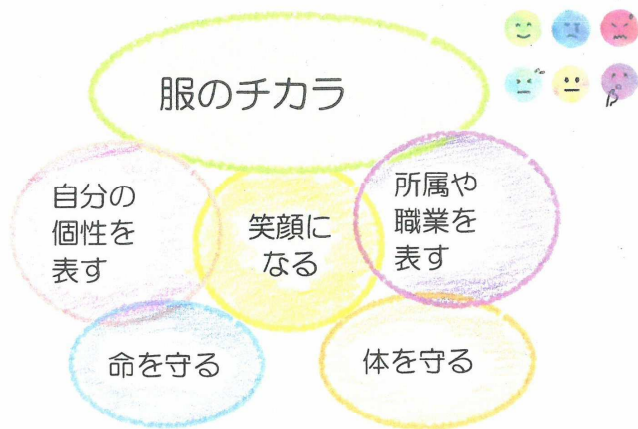 服のチカラ
自分の
個性を
表す
笑顔に
なる
所属や
職業を
表す
命を守る
体を守る